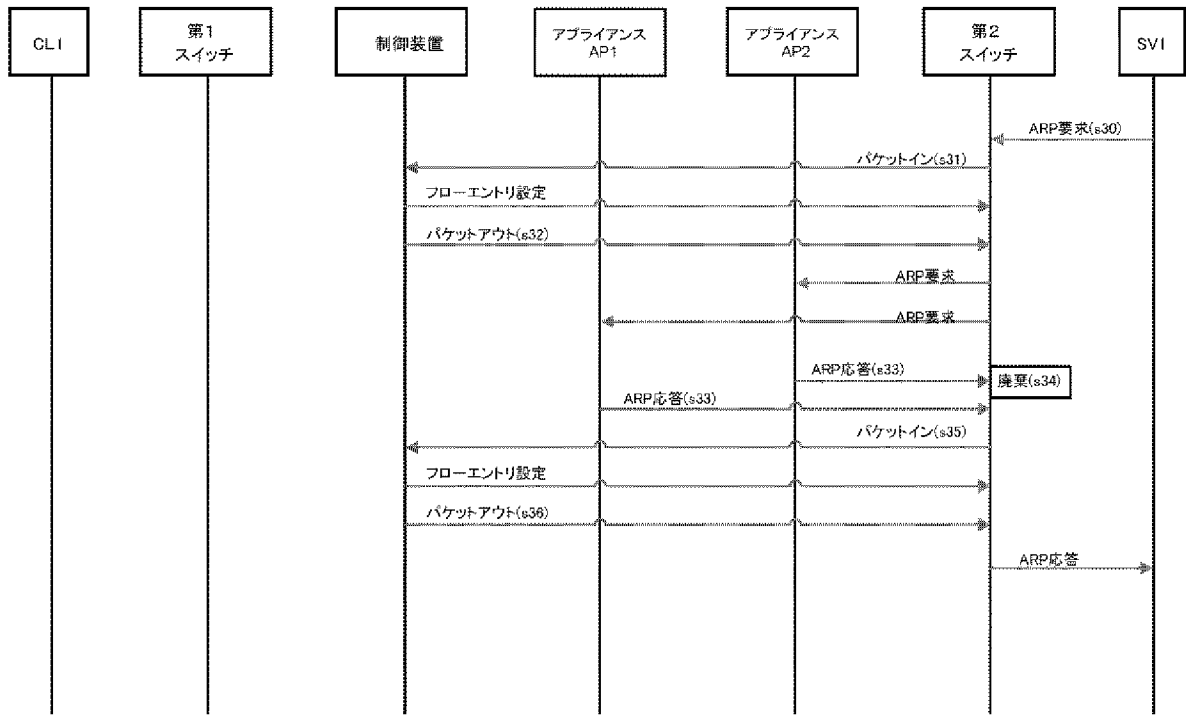 CL1
第1
スイッチ
制御装置
アプライアンス
AP1
アプライアンス
AP2
第2
スイッチ
SV1
ARP要求(s30)
パケットイン(s31)
フローエントリ設定
パケットアウト(s32)
ARP要求
ARP要求
ARP応答(s33)
廃棄(s34)
ARP応答(s33)
パケットイン(s35)
フローエントリ設定
パケットアウト(s36)
ARP応答